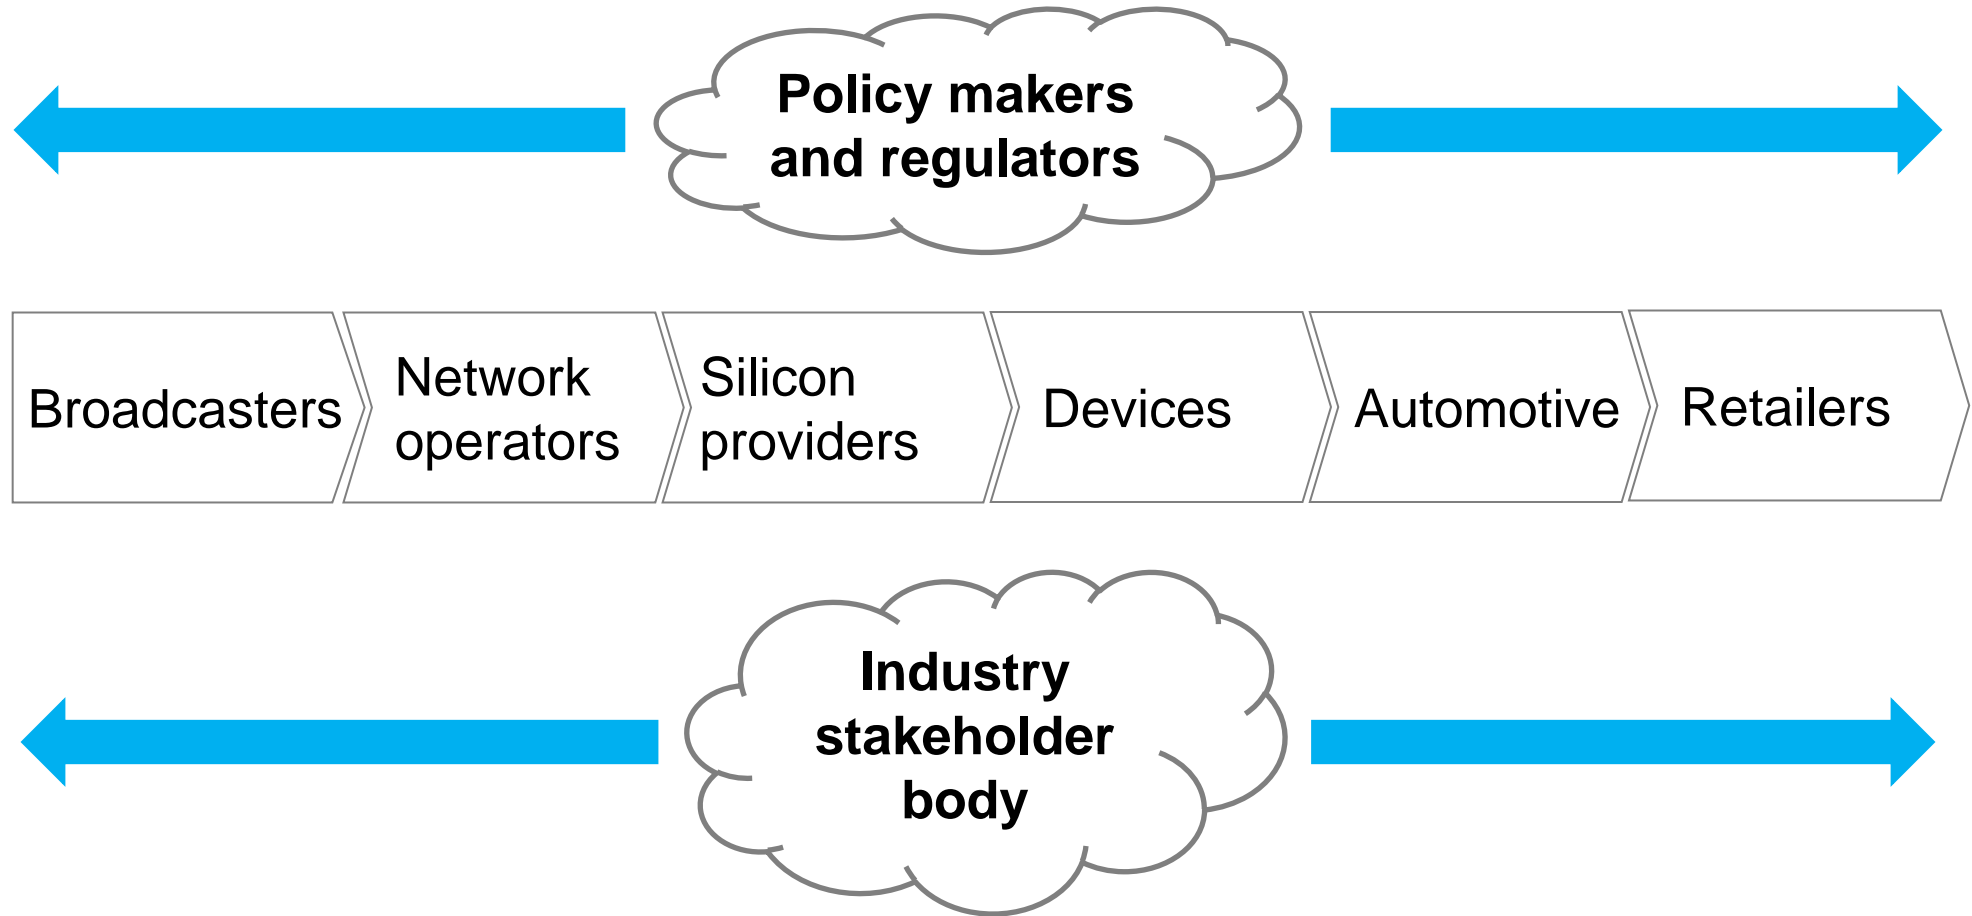 Policy makers
and regulators
Broadcasters
Network
operators
Silicon
providers
Devices
Automotive
Retailers
Industry
stakeholder
body